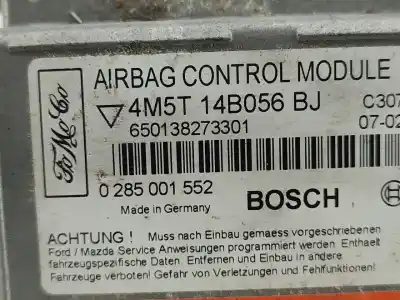 FoMoCo
AIRBAG CONTROL MODULE
4M5T 14B056 BJ C307
650138273301 07-02
0 285 001 552 BOSCH
Made in Germany
ACHTUNG ! Muss nach Einbau gemaess vorgeschriebenen
Ford / Mazda Service Anweisungen programmiert werden. Enthaelt
fahrzeugspezifische Daten. Entfernen und Einbau in andere
Fahrzeuge verboten! Gefahr von Verletzungen und Fehlfunktionen!